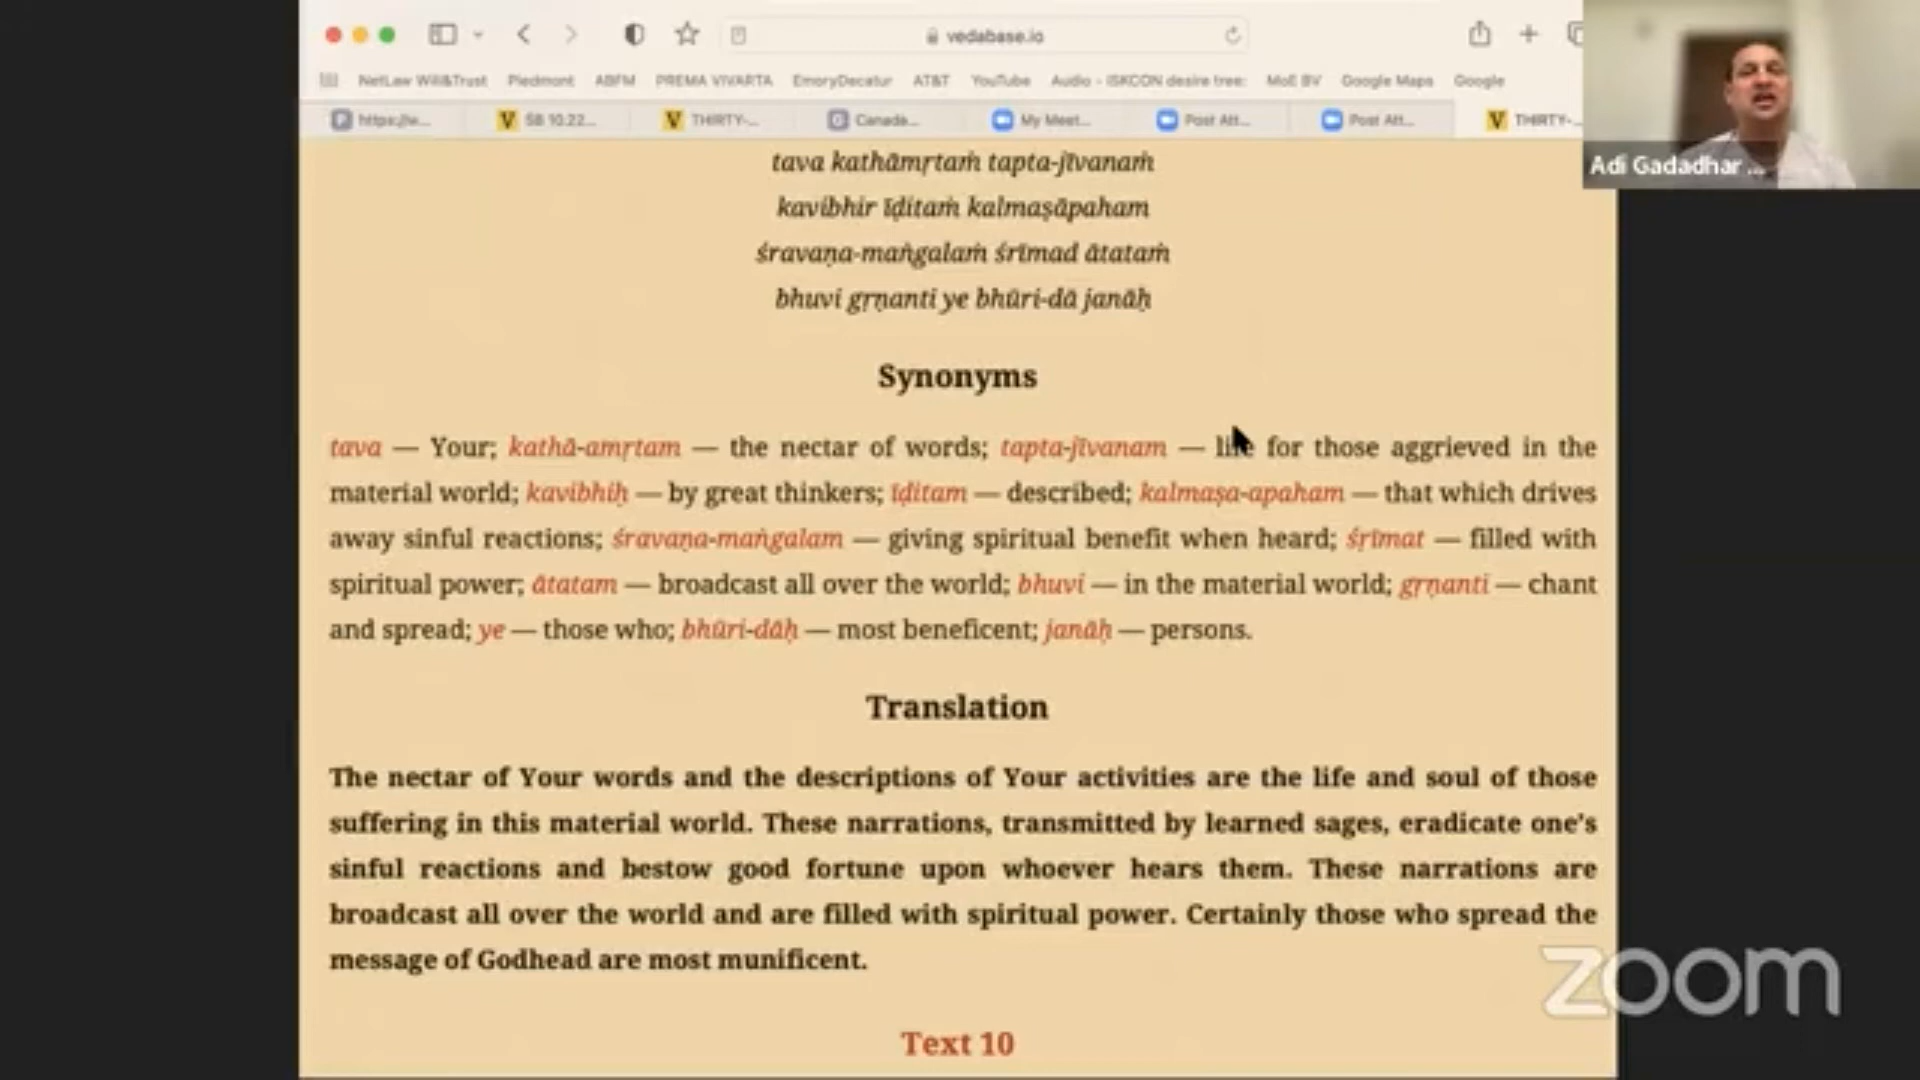 vedabase.io
NetLaw Will&Trust Piedmont ABFM PREMA VIVARTA EmoryDecatur AT&T YouTube Audio - ISKCON desire tree: MoE BV Google Maps Google
SB 10.22... THIRTY-... Canada... My Meet... Post Att... Post Att... THIRTY-...
Adi Gadadhar ...
tava kathāmṛtaṁ tapta-jīvanaṁ
kavibhir īḍitaṁ kalmaṣāpaham
śravaṇa-maṅgalaṁ śrīmad ātataṁ
bhuvi gṛṇanti ye bhūri-dā janāḥ
Synonyms
tava — Your; kathā-amṛtam — the nectar of words; tapta-jīvanam — life for those aggrieved in the
material world; kavibhiḥ — by great thinkers; īḍitam — described; kalmaṣa-apaham — that which drives
away sinful reactions; śravaṇa-maṅgalam — giving spiritual benefit when heard; śrīmat — filled with
spiritual power; ātatam — broadcast all over the world; bhuvi — in the material world; gṛṇanti — chant
and spread; ye — those who; bhūri-dāḥ — most beneficent; janāḥ — persons.
Translation
The nectar of Your words and the descriptions of Your activities are the life and soul of those
suffering in this material world. These narrations, transmitted by learned sages, eradicate one's
sinful reactions and bestow good fortune upon whoever hears them. These narrations are
broadcast all over the world and are filled with spiritual power. Certainly those who spread the
message of Godhead are most munificent.
Text 10
zoom